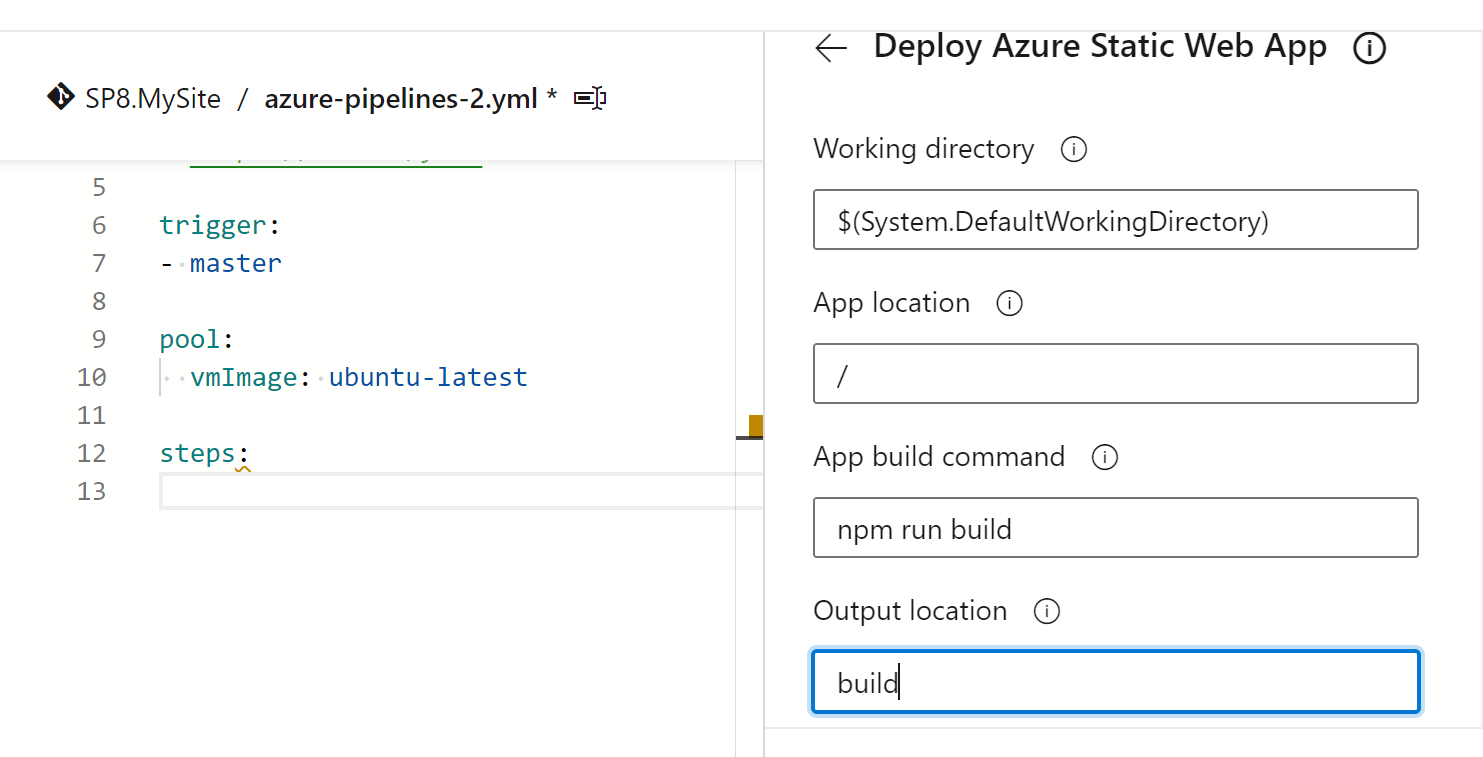 SP8.MySite / azure-pipelines-2.yml *
5
6 trigger:
7 - master
8
9 pool:
10 vmImage: ubuntu-latest
11
12 steps:
13
Deploy Azure Static Web App
Working directory
$(System.DefaultWorkingDirectory)
App location
/
App build command
npm run build
Output location
build